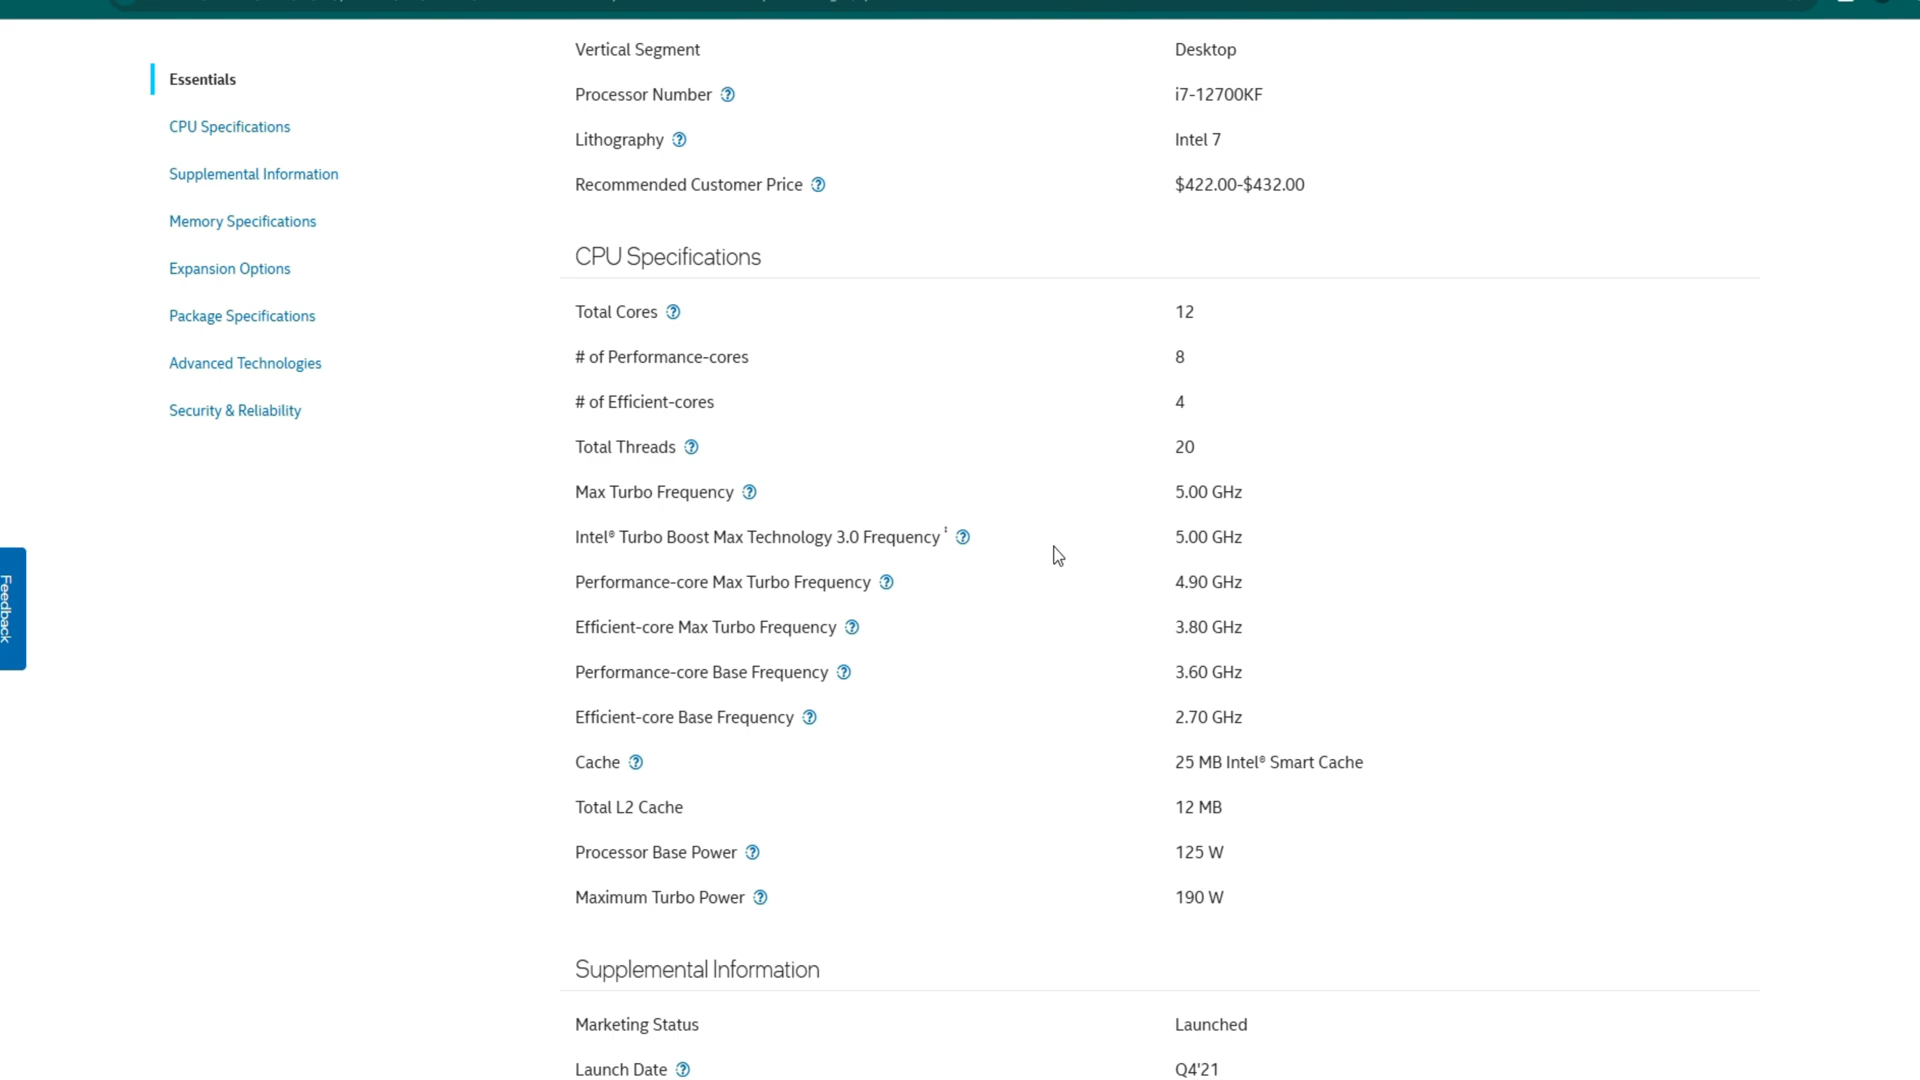 Essentials
CPU Specifications
Supplemental Information
Memory Specifications
Expansion Options
Package Specifications
Advanced Technologies
Security & Reliability
Feedback
Vertical Segment Desktop
Processor Number ? i7-12700KF
Lithography ? Intel 7
Recommended Customer Price ? $422.00-$432.00
CPU Specifications
Total Cores ? 12
# of Performance-cores 8
# of Efficient-cores 4
Total Threads ? 20
Max Turbo Frequency ? 5.00 GHz
Intel® Turbo Boost Max Technology 3.0 Frequency ‡ ? 5.00 GHz
Performance-core Max Turbo Frequency ? 4.90 GHz
Efficient-core Max Turbo Frequency ? 3.80 GHz
Performance-core Base Frequency ? 3.60 GHz
Efficient-core Base Frequency ? 2.70 GHz
Cache ? 25 MB Intel® Smart Cache
Total L2 Cache 12 MB
Processor Base Power ? 125 W
Maximum Turbo Power ? 190 W
Supplemental Information
Marketing Status Launched
Launch Date ? Q4'21